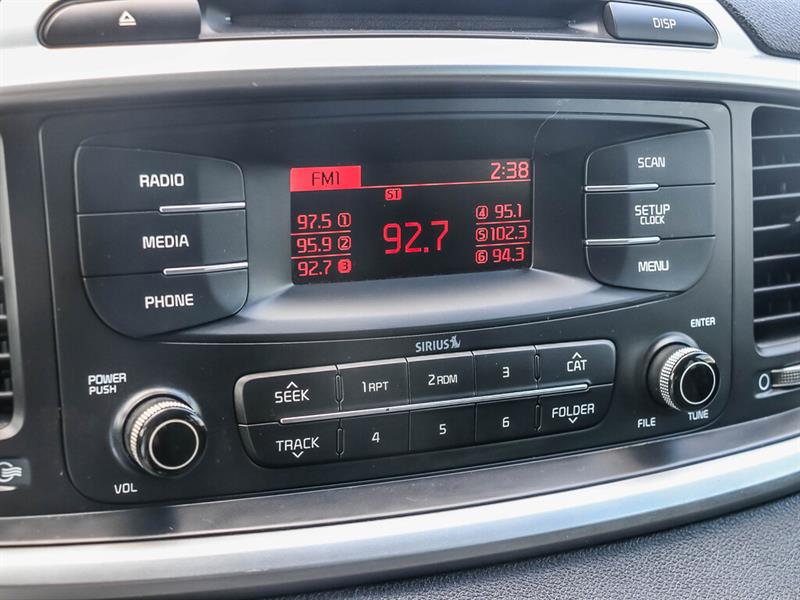 DISP
RADIO
MEDIA
PHONE
FM1 2:38
ST
97.5 1
95.9 2
92.7 3
92.7
4 95.1
5 102.3
6 94.3
SCAN
SETUP
CLOCK
MENU
SIRIUS
POWER
PUSH
VOL
SEEK
1 RPT
2 RDM
3
CAT
TRACK
4
5
6
FOLDER
ENTER
FILE
TUNE